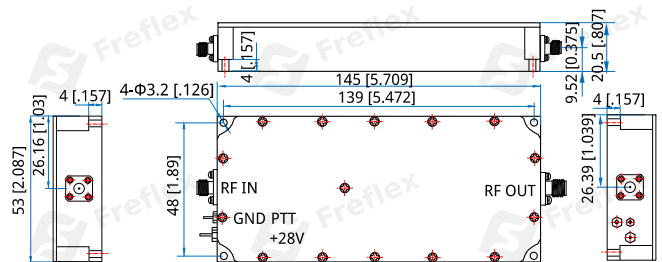 Freflex
Freflex
4 [.157]
9.52 [0.375]
20.5 [.807]
145 [5.709]
4-Φ3.2 [.126]
139 [5.472]
4 [.157]
53 [2.087]
26.16 [1.03]
48 [1.89]
RF IN
RF OUT
GND PTT
+28V
4 [.157]
26.39 [1.039]
Freflex
Freflex
Freflex